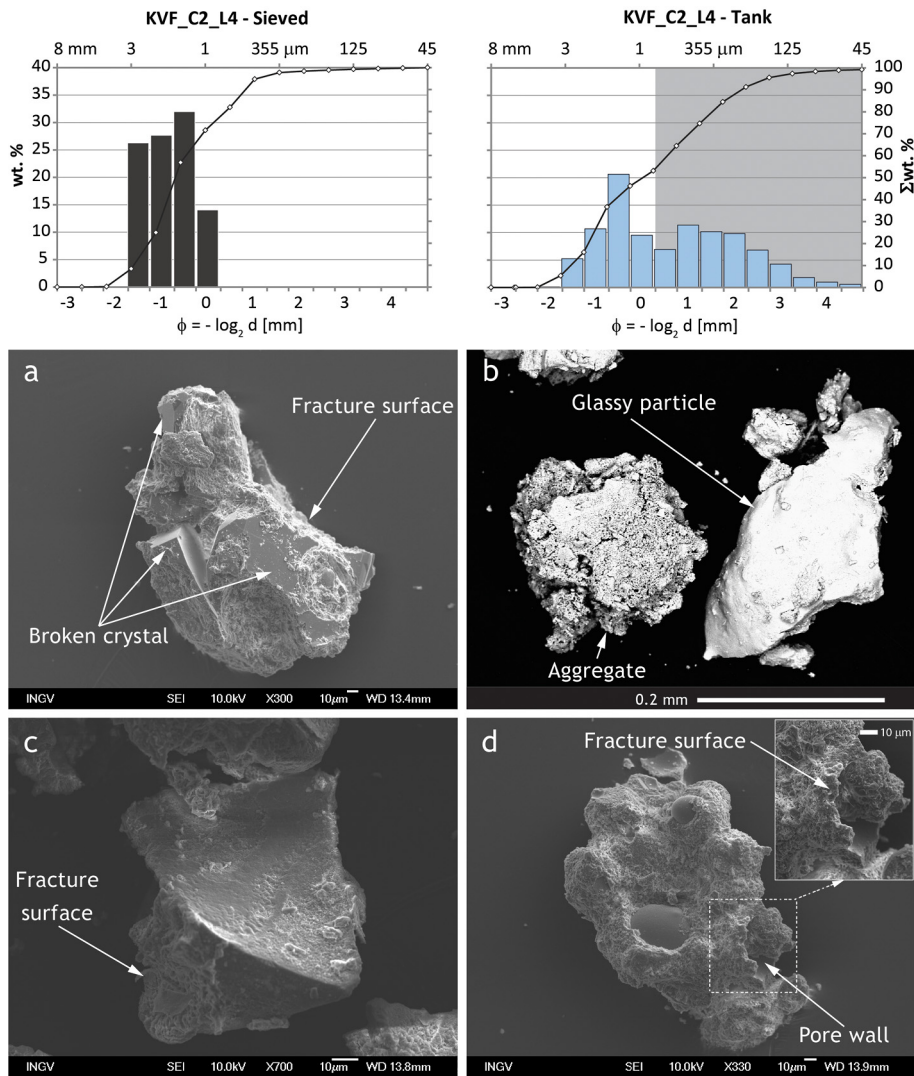 KVF_C2_L4 - Sieved
8 mm 3 1 355 µm 125 45
40
35
30
25
20
15
10
5
0
wt. %
-3 -2 -1 0 1 2 3 4
ϕ = - log₂ d [mm]
KVF_C2_L4 - Tank
8 mm 3 1 355 µm 125 45
100
90
80
70
60
50
40
30
20
10
0
Σwt. %
-3 -2 -1 0 1 2 3 4
ϕ = - log₂ d [mm]
a
Fracture surface
Broken crystal
INGV SEI 10.0kV X300 10µm WD 13.4mm
b
Glassy particle
Aggregate
0.2 mm
c
Fracture
surface
INGV SEI 10.0kV X700 10µm WD 13.8mm
d
Fracture surface
10 µm
Pore wall
INGV SEI 10.0kV X330 10µm WD 13.9mm